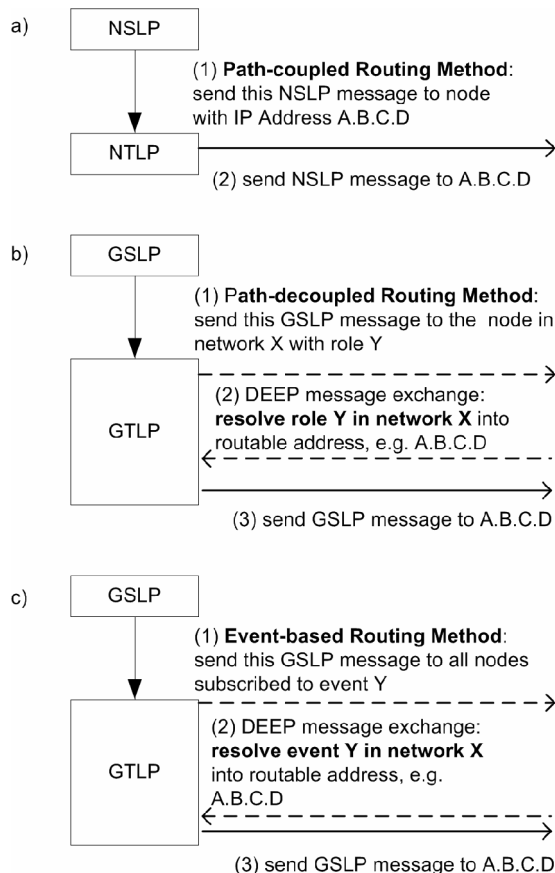 a)
NSLP
(1) Path-coupled Routing Method:
send this NSLP message to node
with IP Address A.B.C.D
NTLP
(2) send NSLP message to A.B.C.D
b)
GSLP
(1) Path-decoupled Routing Method:
send this GSLP message to the node in
network X with role Y
(2) DEEP message exchange:
resolve role Y in network X into
routable address, e.g. A.B.C.D
GTLP
(3) send GSLP message to A.B.C.D
c)
GSLP
(1) Event-based Routing Method:
send this GSLP message to all nodes
subscribed to event Y
(2) DEEP message exchange:
resolve event Y in network X
into routable address, e.g.
A.B.C.D
GTLP
(3) send GSLP message to A.B.C.D